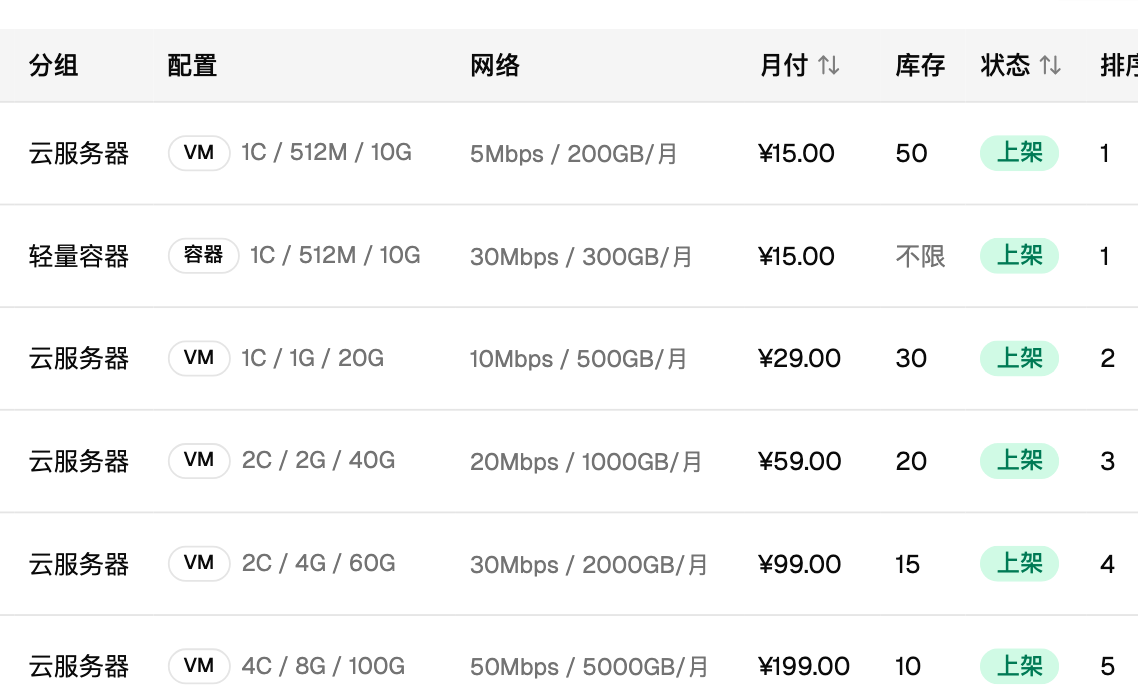 分组 配置 网络 月付 ↑↓ 库存 状态 ↑↓ 排序
云服务器 VM 1C / 512M / 10G 5Mbps / 200GB/月 ¥15.00 50 上架 1
轻量容器 容器 1C / 512M / 10G 30Mbps / 300GB/月 ¥15.00 不限 上架 1
云服务器 VM 1C / 1G / 20G 10Mbps / 500GB/月 ¥29.00 30 上架 2
云服务器 VM 2C / 2G / 40G 20Mbps / 1000GB/月 ¥59.00 20 上架 3
云服务器 VM 2C / 4G / 60G 30Mbps / 2000GB/月 ¥99.00 15 上架 4
云服务器 VM 4C / 8G / 100G 50Mbps / 5000GB/月 ¥199.00 10 上架 5